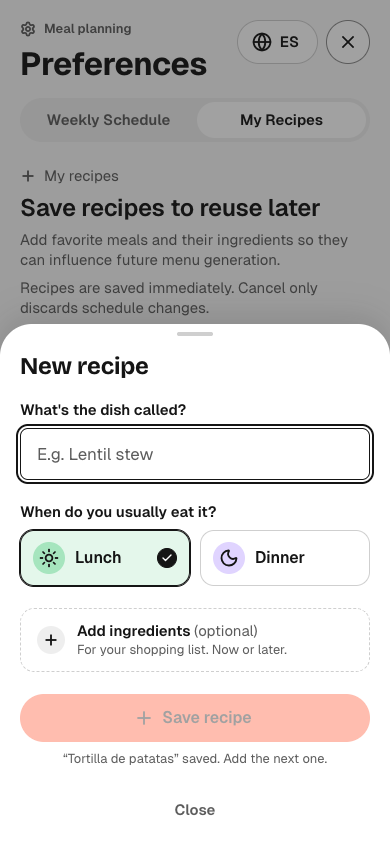 Meal planning
Preferences
ES
Weekly Schedule
My Recipes
My recipes
Save recipes to reuse later
Add favorite meals and their ingredients so they
can influence future menu generation.
Recipes are saved immediately. Cancel only
discards schedule changes.
New recipe
What's the dish called?
E.g. Lentil stew
When do you usually eat it?
Lunch
Dinner
Add ingredients (optional)
For your shopping list. Now or later.
Save recipe
“Tortilla de patatas” saved. Add the next one.
Close